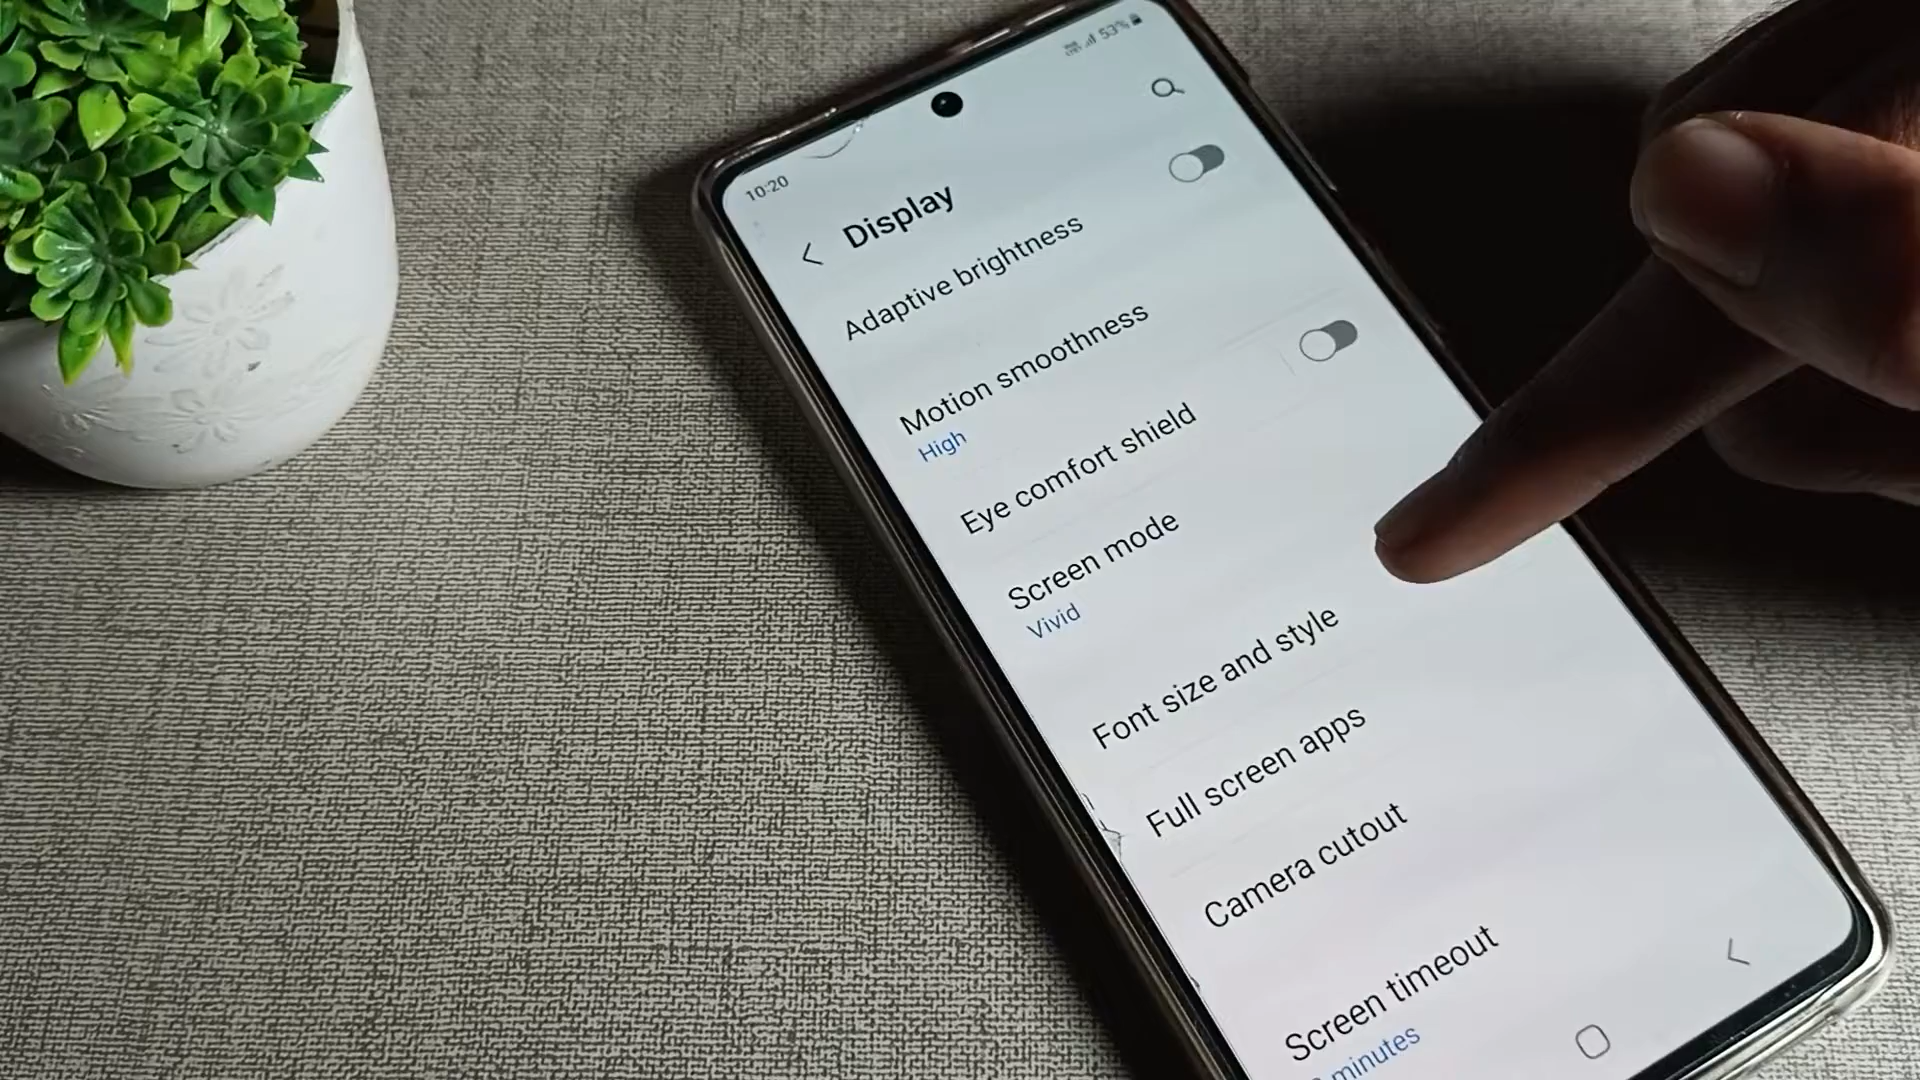 10:20
53%
Display
Adaptive brightness
Motion smoothness
High
Eye comfort shield
Screen mode
Vivid
Font size and style
Full screen apps
Camera cutout
Screen timeout
minutes